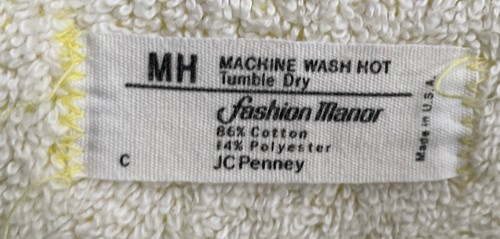 MH MACHINE WASH HOT
Tumble Dry
fashion Manor
86% Cotton
14% Polyester
C JCPenney
Made in U.S.A.